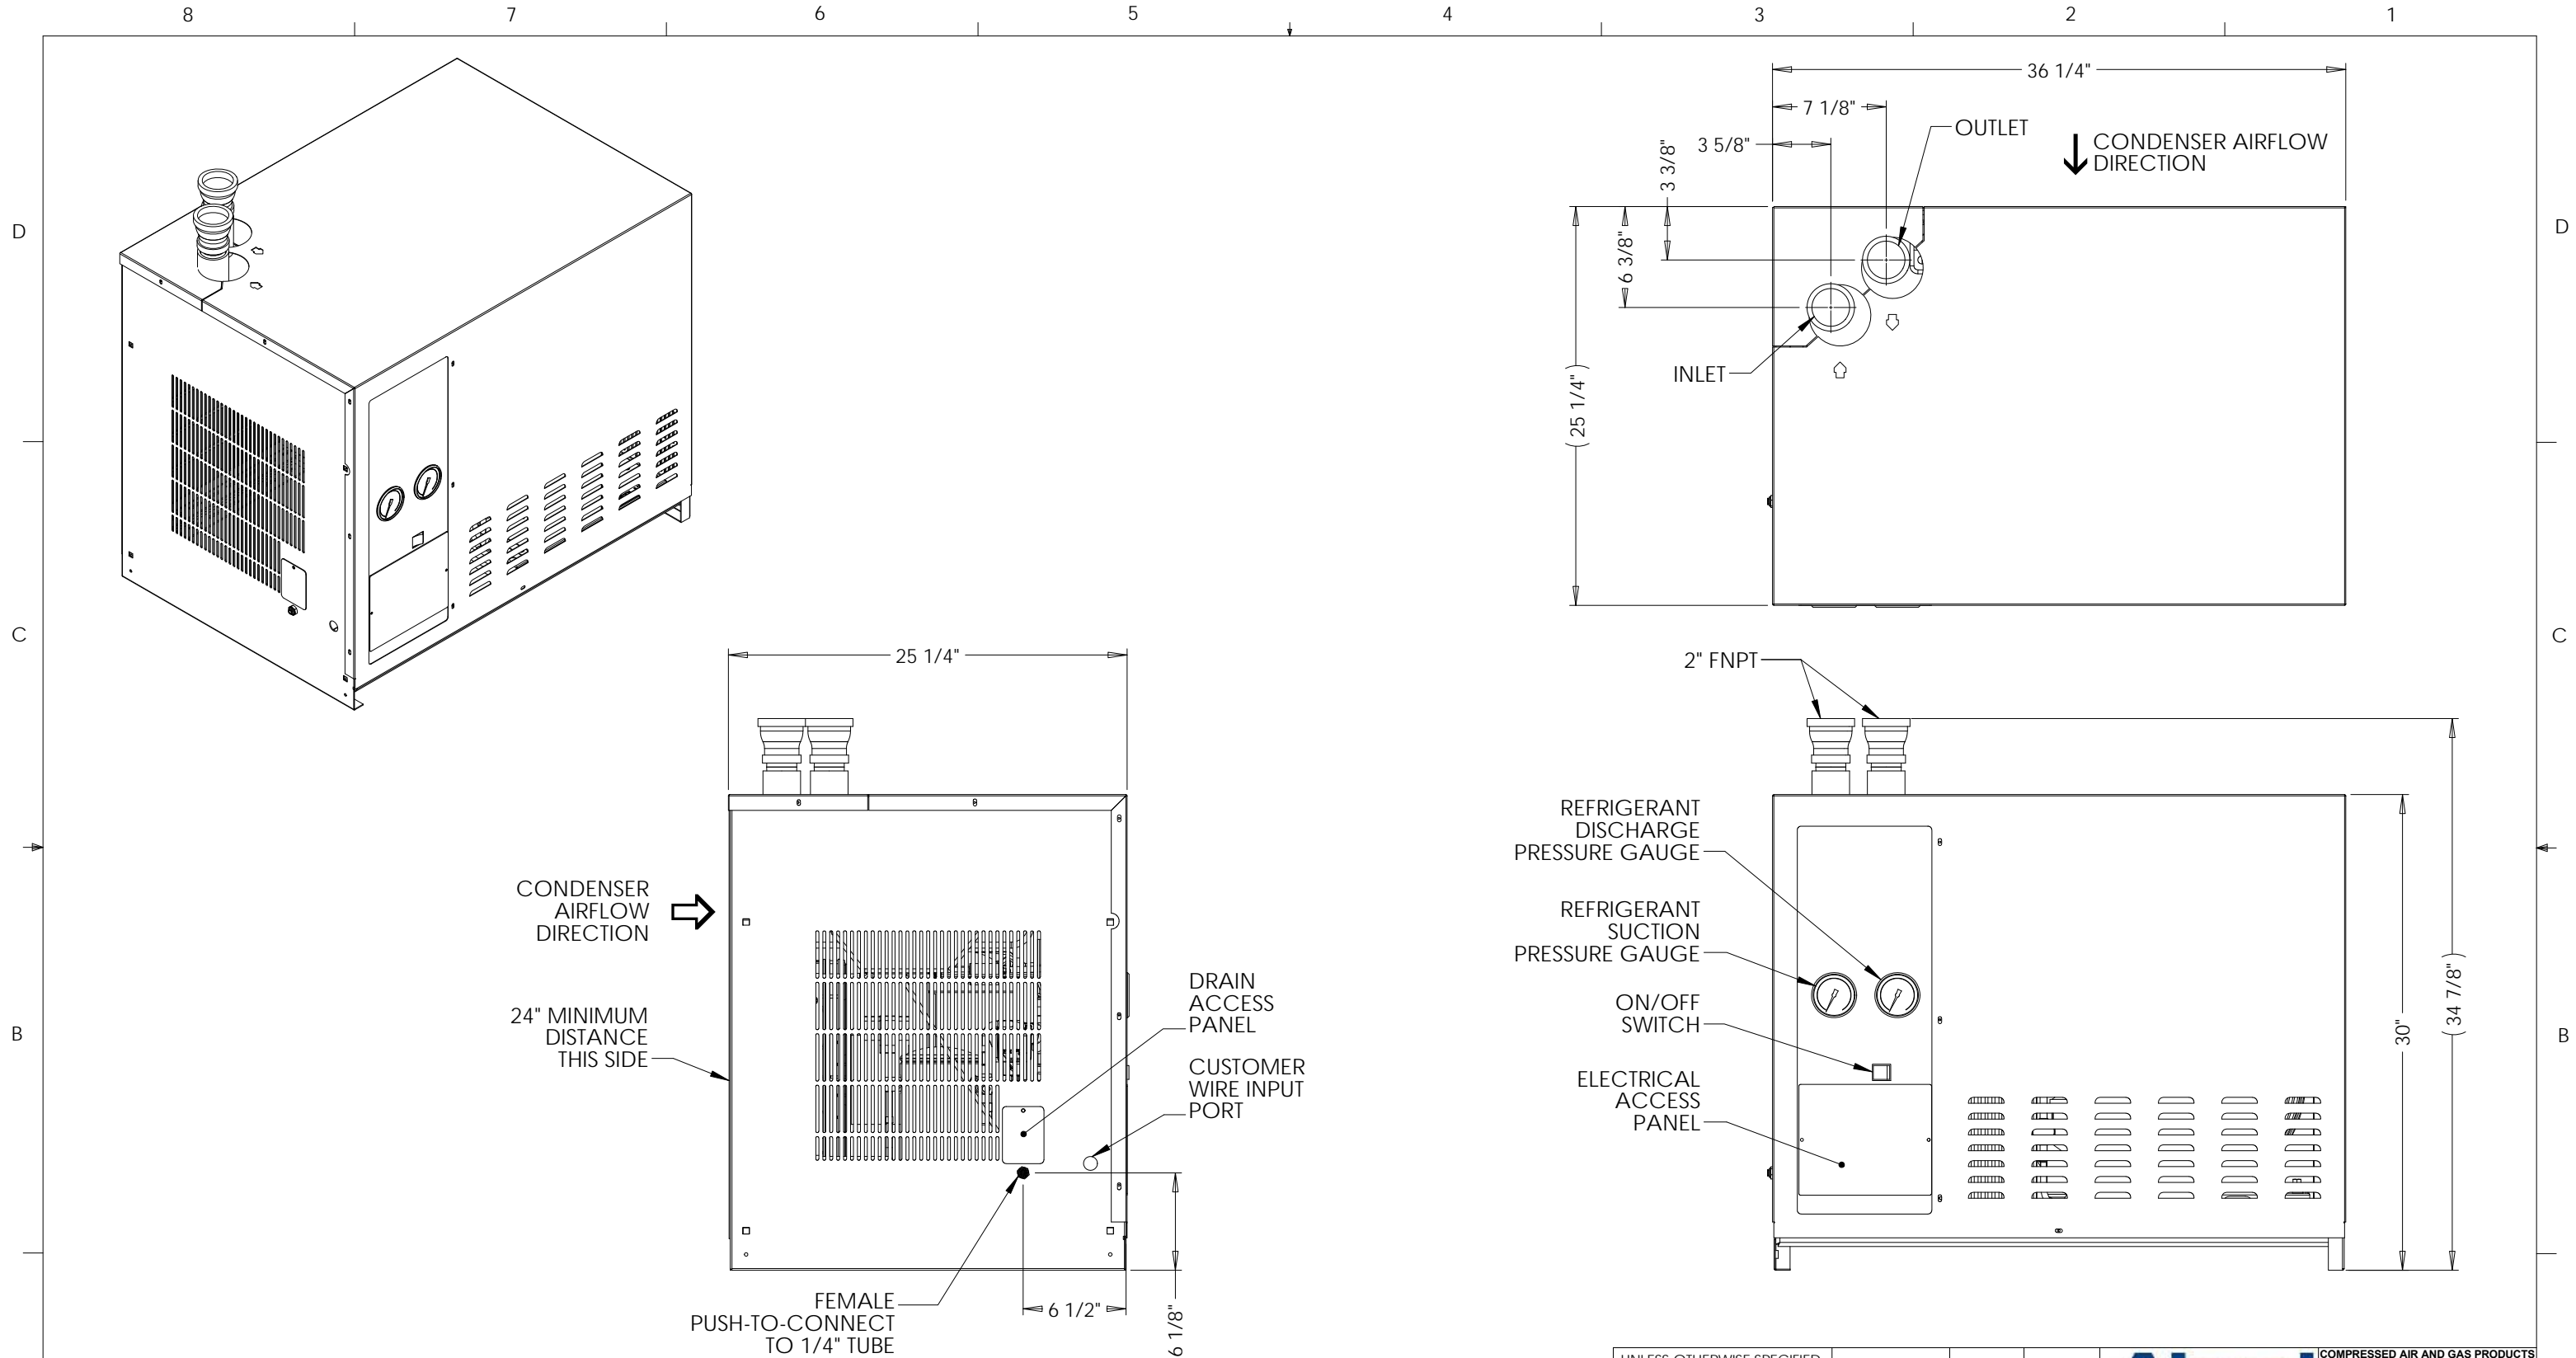 8 7 6 5 4 3 2 1
D
D
C
C
B
B
36 1/4"
7 1/8"
3 5/8"
3 3/8"
6 3/8"
(25 1/4")
OUTLET
CONDENSER AIRFLOW
DIRECTION
INLET
25 1/4"
CONDENSER
AIRFLOW
DIRECTION
24" MINIMUM
DISTANCE
THIS SIDE
DRAIN
ACCESS
PANEL
CUSTOMER
WIRE INPUT
PORT
FEMALE
PUSH-TO-CONNECT
TO 1/4" TUBE
6 1/2"
6 1/8"
2" FNPT
REFRIGERANT
DISCHARGE
PRESSURE GAUGE
REFRIGERANT
SUCTION
PRESSURE GAUGE
ON/OFF
SWITCH
ELECTRICAL
ACCESS
PANEL
30"
(34 7/8")
UNLESS OTHERWISE SPECIFIED
COMPRESSED AIR AND GAS PRODUCTS